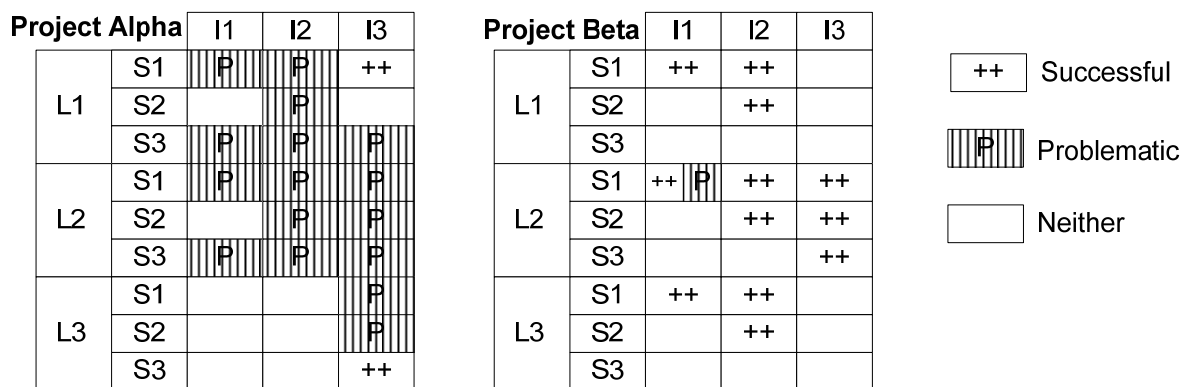 Project Alpha I1 I2 I3
L1 S1 P P ++
S2 P
S3 P P P
L2 S1 P P P
S2 P P
S3 P P P
L3 S1 P
S2 P
S3 ++
Project Beta I1 I2 I3
L1 S1 ++ ++
S2 ++
S3
L2 S1 ++ P ++ ++
S2 ++ ++
S3 ++
L3 S1 ++ ++
S2 ++
S3
++ Successful
P Problematic
Neither